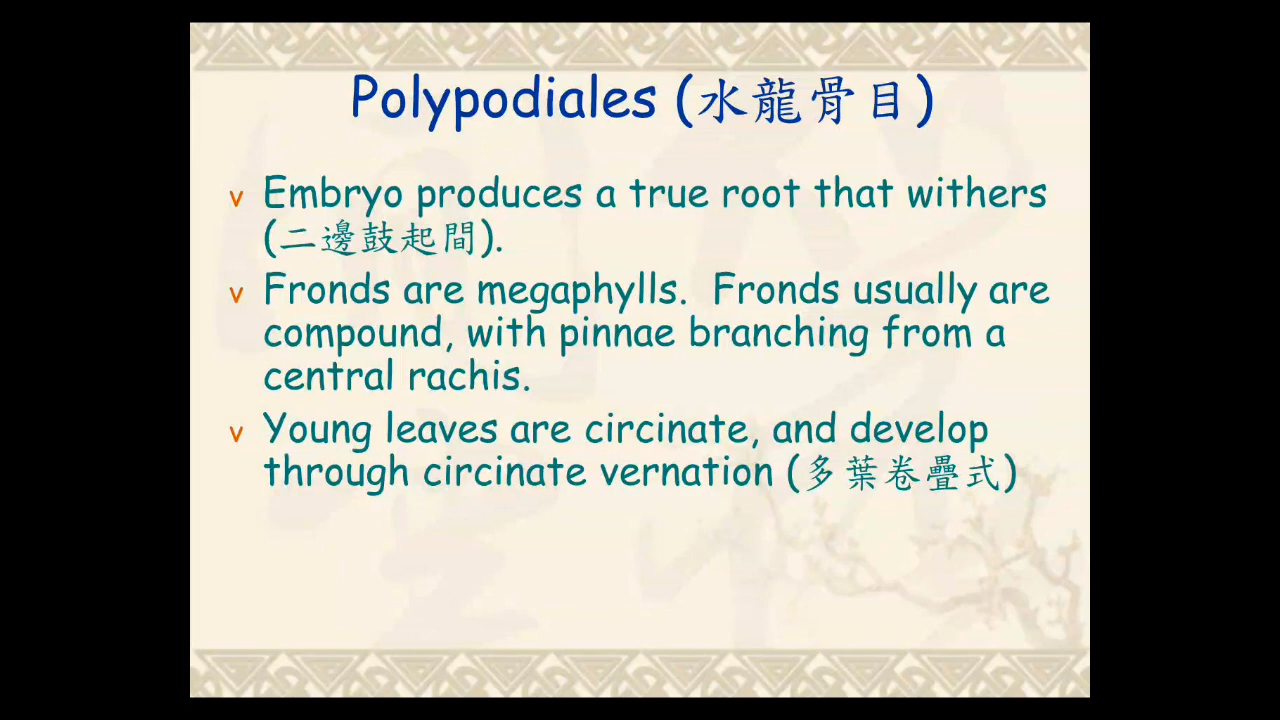 Polypodiales (水龍骨目)
v Embryo produces a true root that withers
(二邊鼓起間).
v Fronds are megaphylls. Fronds usually are
compound, with pinnae branching from a
central rachis.
v Young leaves are circinate, and develop
through circinate vernation (多葉卷疊式)